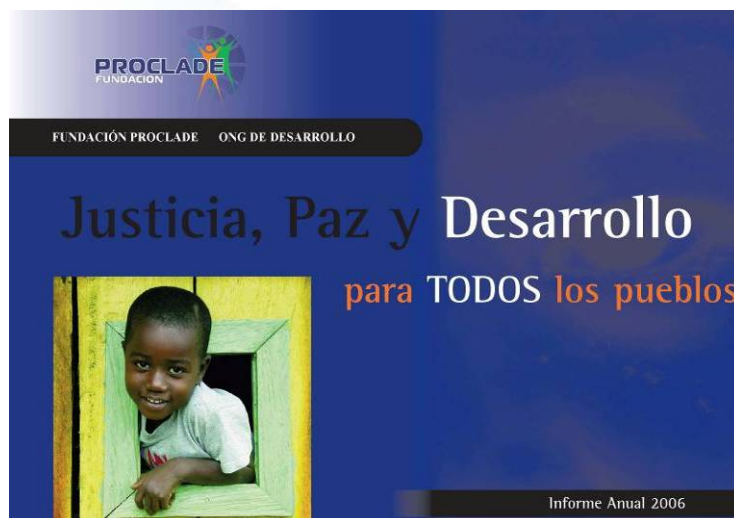 PROCLADE
FUNDACION
FUNDACIÓN PROCLADE ONG DE DESARROLLO
Justicia, Paz y Desarrollo
para TODOS los pueblos
Informe Anual 2006